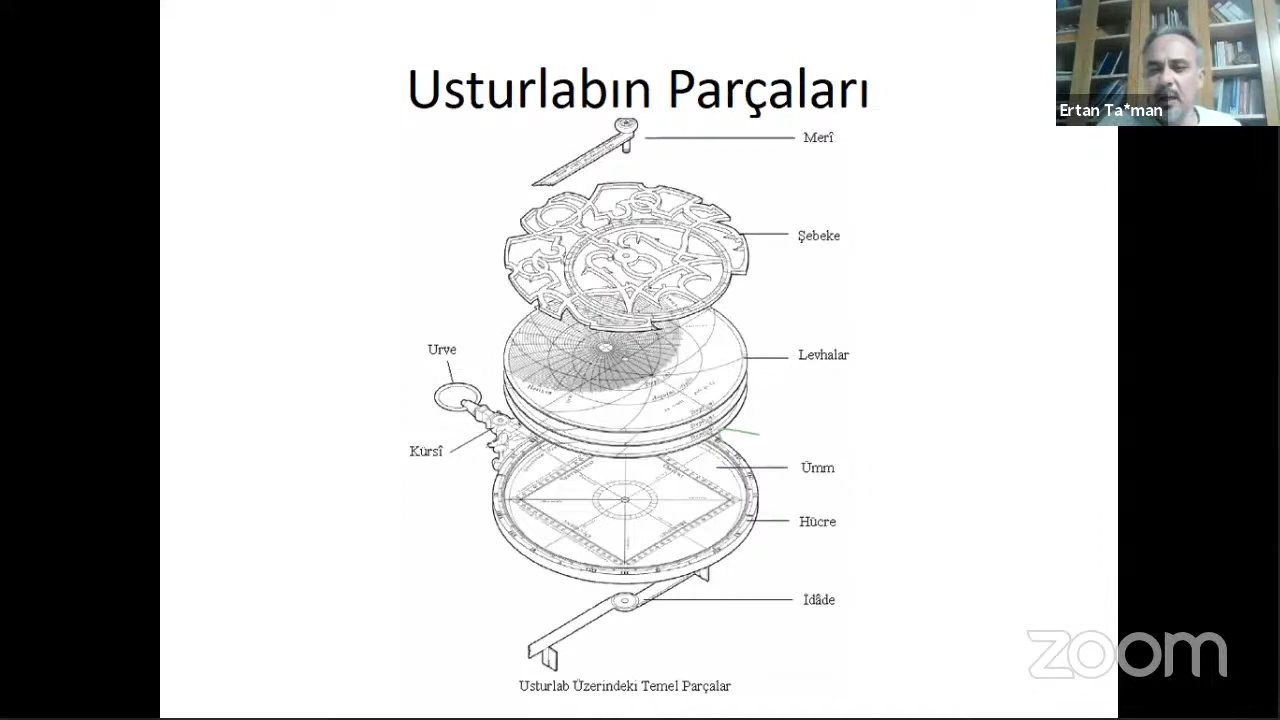 Usturlabın Parçaları
Ertan Ta*man
Merî
Şebeke
Urve
Levhalar
Kürsî
Ümm
Hücre
İdâde
Usturlab Üzerindeki Temel Parçalar
zoom